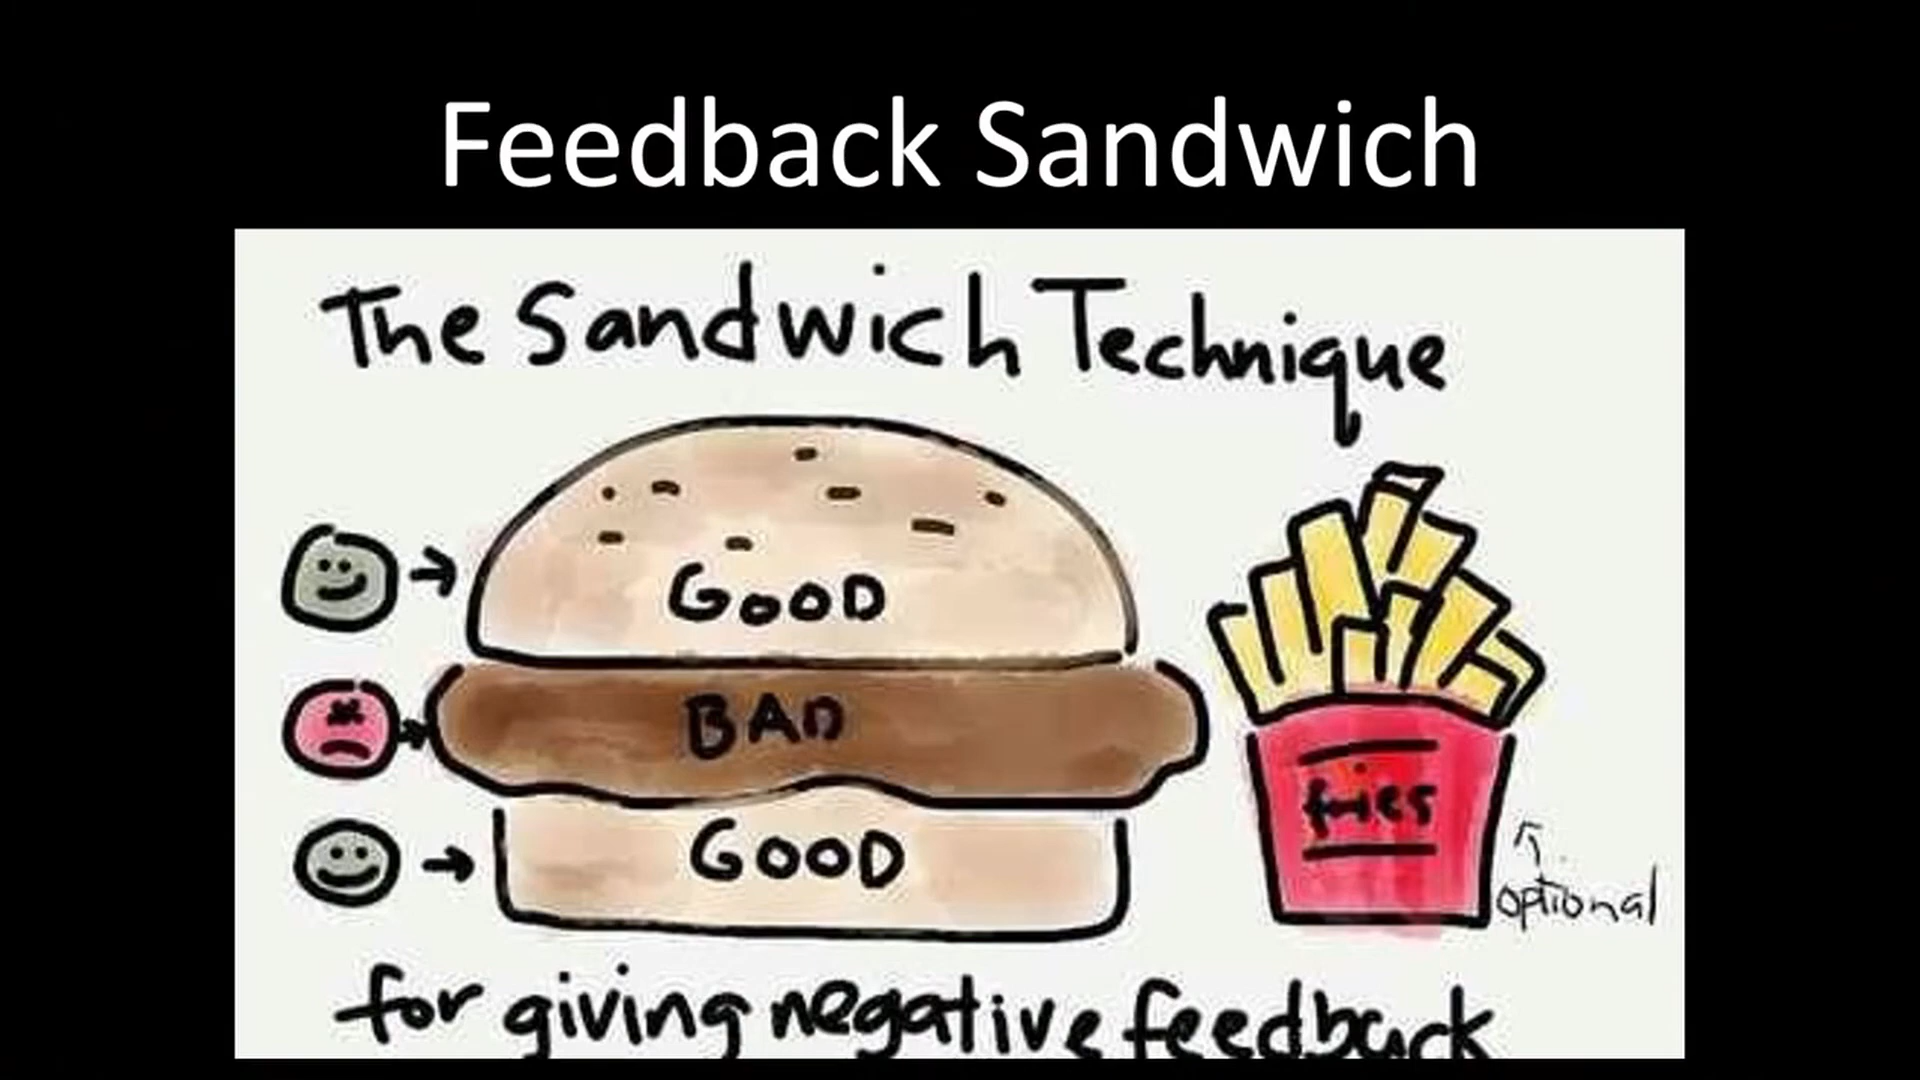 Feedback Sandwich
The Sandwich Technique
GOOD
BAD
GOOD
fries
optional
for giving negative feedback